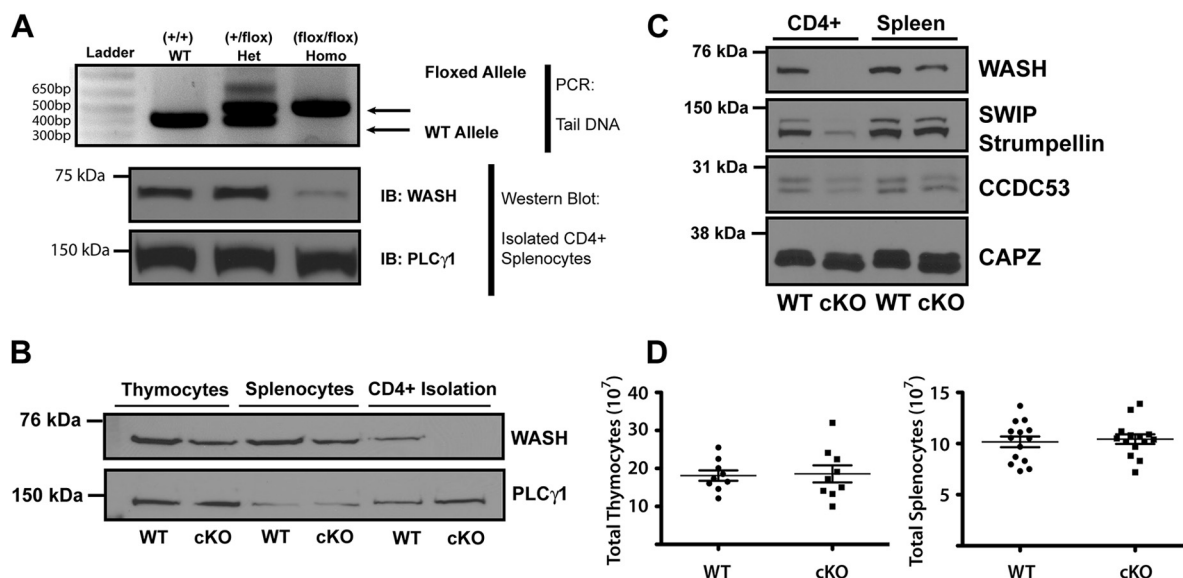 A
Ladder
(+/+)
WT
(+/flox)
Het
(flox/flox)
Homo
650bp
500bp
400bp
300bp
Floxed Allele
WT Allele
PCR:
Tail DNA
75 kDa
IB: WASH
150 kDa
IB: PLCγ1
Western Blot:
Isolated CD4+
Splenocytes
B
Thymocytes Splenocytes CD4+ Isolation
76 kDa
WASH
150 kDa
PLCγ1
WT cKO WT cKO WT cKO
C
CD4+ Spleen
76 kDa
WASH
150 kDa
SWIP
Strumpellin
31 kDa
CCDC53
38 kDa
CAPZ
WT cKO WT cKO
D
Total Thymocytes (10⁷)
40
30
20
10
WT cKO
Total Splenocytes (10⁷)
15
10
5
WT cKO